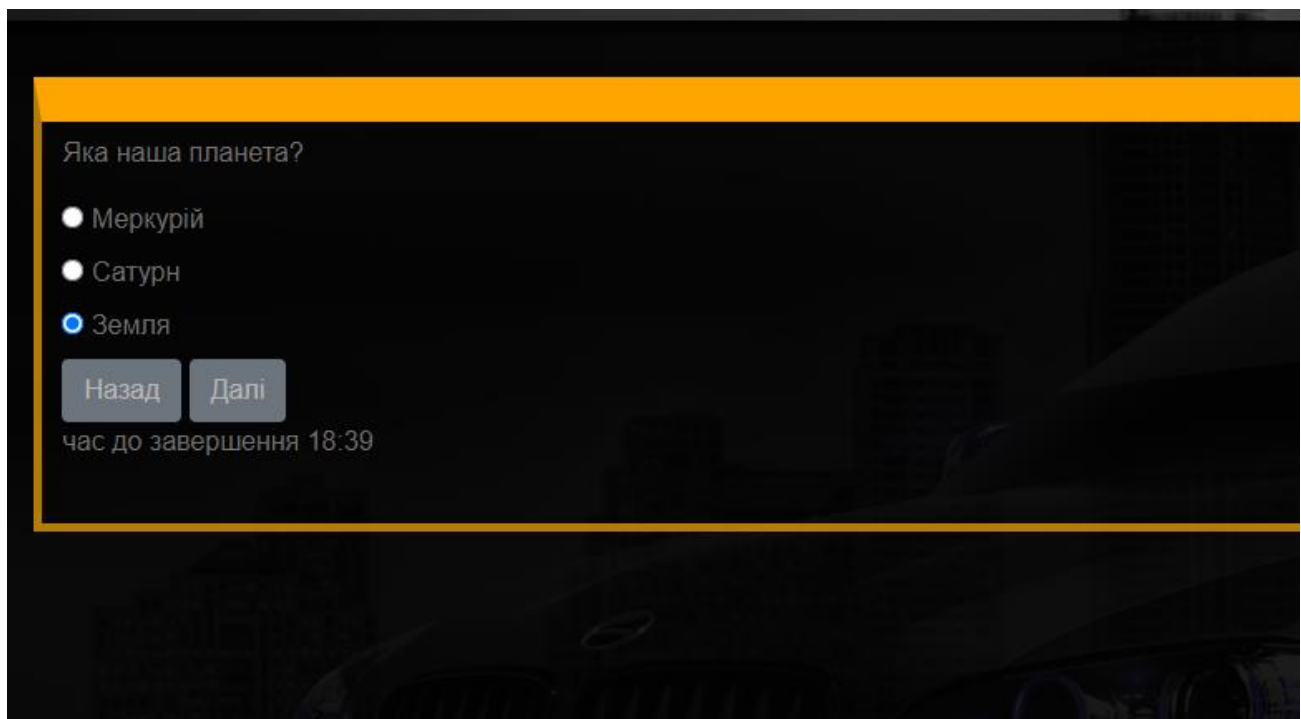 Яка наша планета?
Меркурій
Сатурн
Земля
Назад Далі
час до завершення 18:39